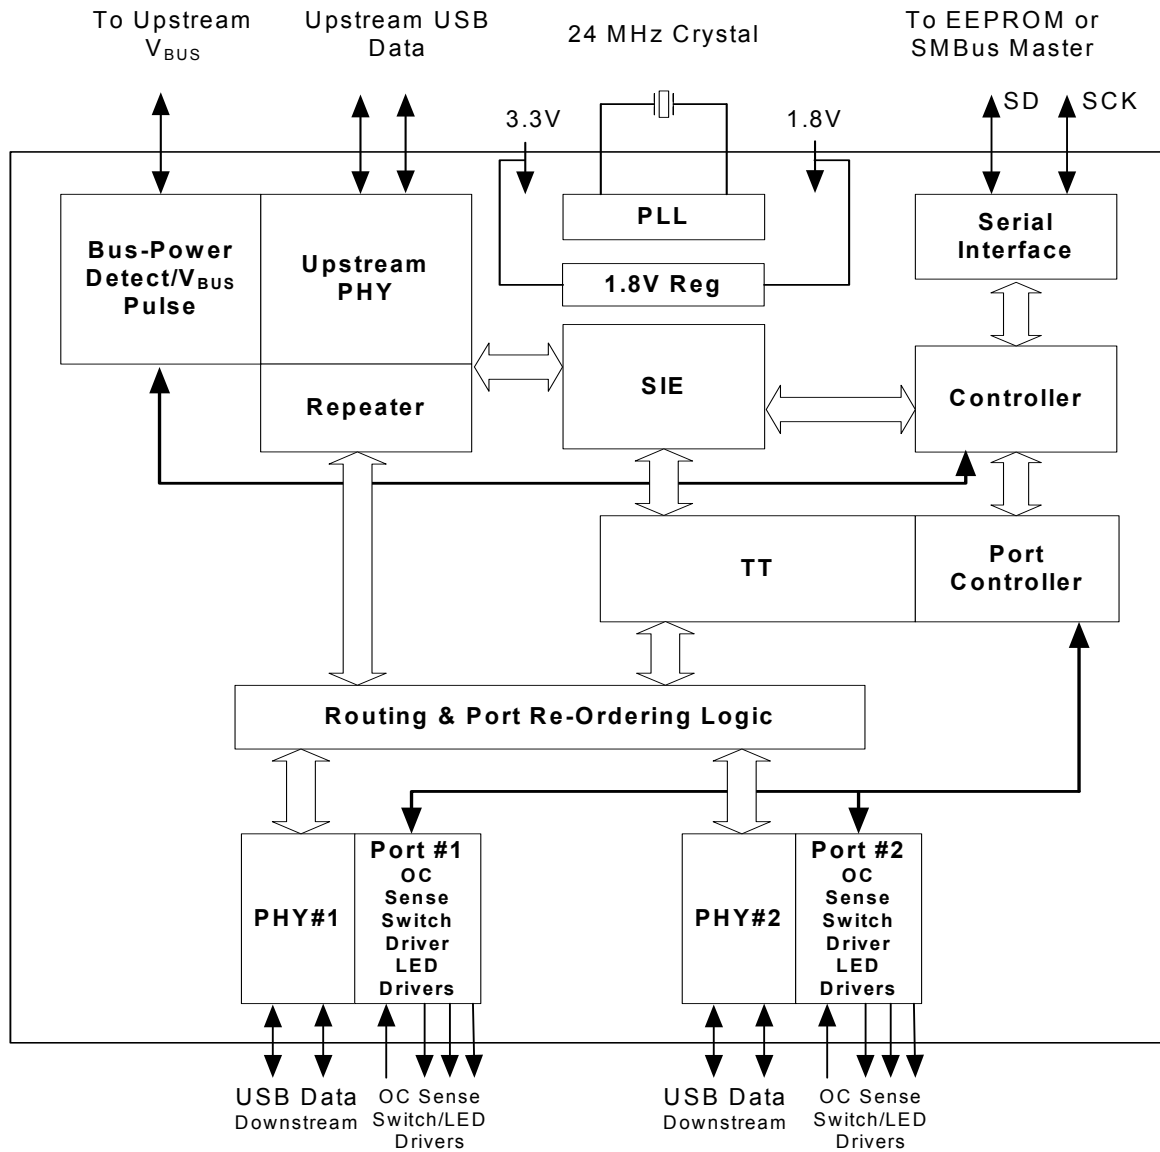 To Upstream
VBUS
Upstream USB
Data
24 MHz Crystal
To EEPROM or
SMBus Master
3.3V
1.8V
SD
SCK
Bus-Power
Detect/VBUS
Pulse
Upstream
PHY
PLL
1.8V Reg
Serial
Interface
Repeater
SIE
Controller
TT
Port
Controller
Routing & Port Re-Ordering Logic
PHY#1
Port #1
OC
Sense
Switch
Driver
LED
Drivers
PHY#2
Port #2
OC
Sense
Switch
Driver
LED
Drivers
USB Data
Downstream
OC Sense
Switch/LED
Drivers
USB Data
Downstream
OC Sense
Switch/LED
Drivers